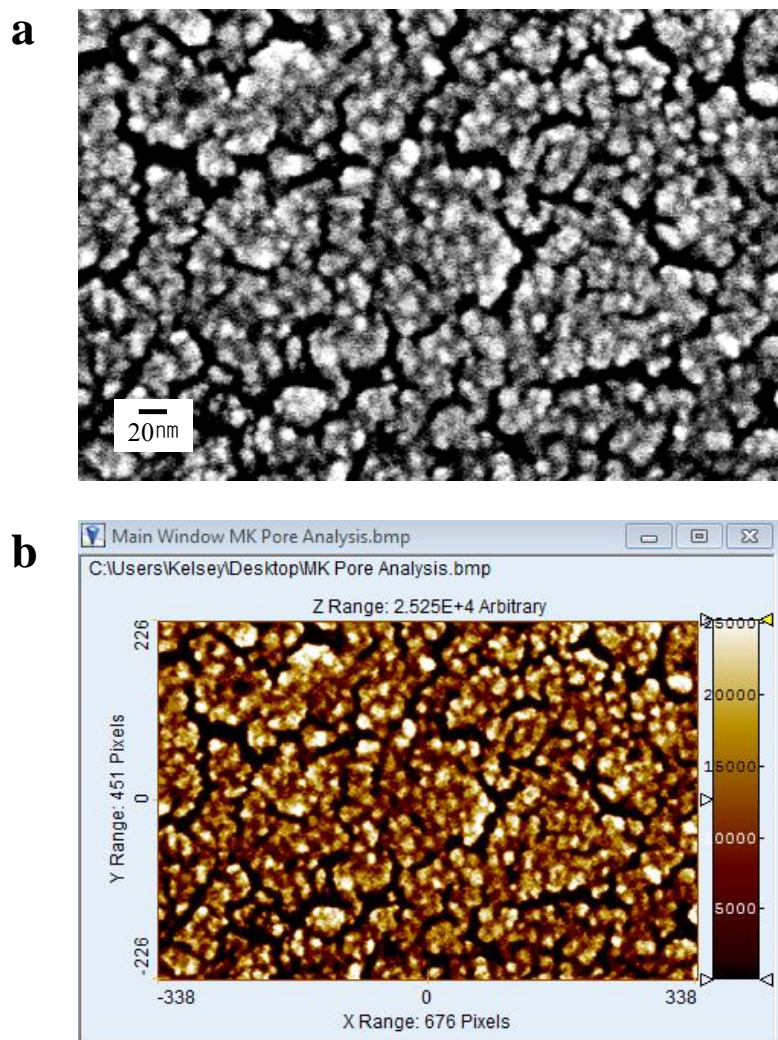 a
20nm
b
Main Window MK Pore Analysis.bmp
C:\Users\Kelsey\Desktop\MK Pore Analysis.bmp
Z Range: 2.525E+4 Arbitrary
226
0
-226
Y Range: 451 Pixels
25000
20000
15000
10000
5000
-338
0
338
X Range: 676 Pixels